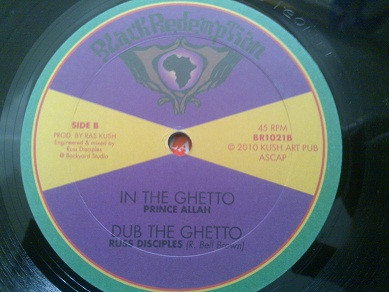 Black Redemption
SIDE B
PROD. BY RAS KUSH
Engineered & mixed by
Russ Disciples
@ Backyard Studio
45 RPM
BR1021B
© 2010 KUSH ART PUB
ASCAP
IN THE GHETTO
PRINCE ALLAH
DUB THE GHETTO
RUSS DISCIPLES (R. Bell Brown)